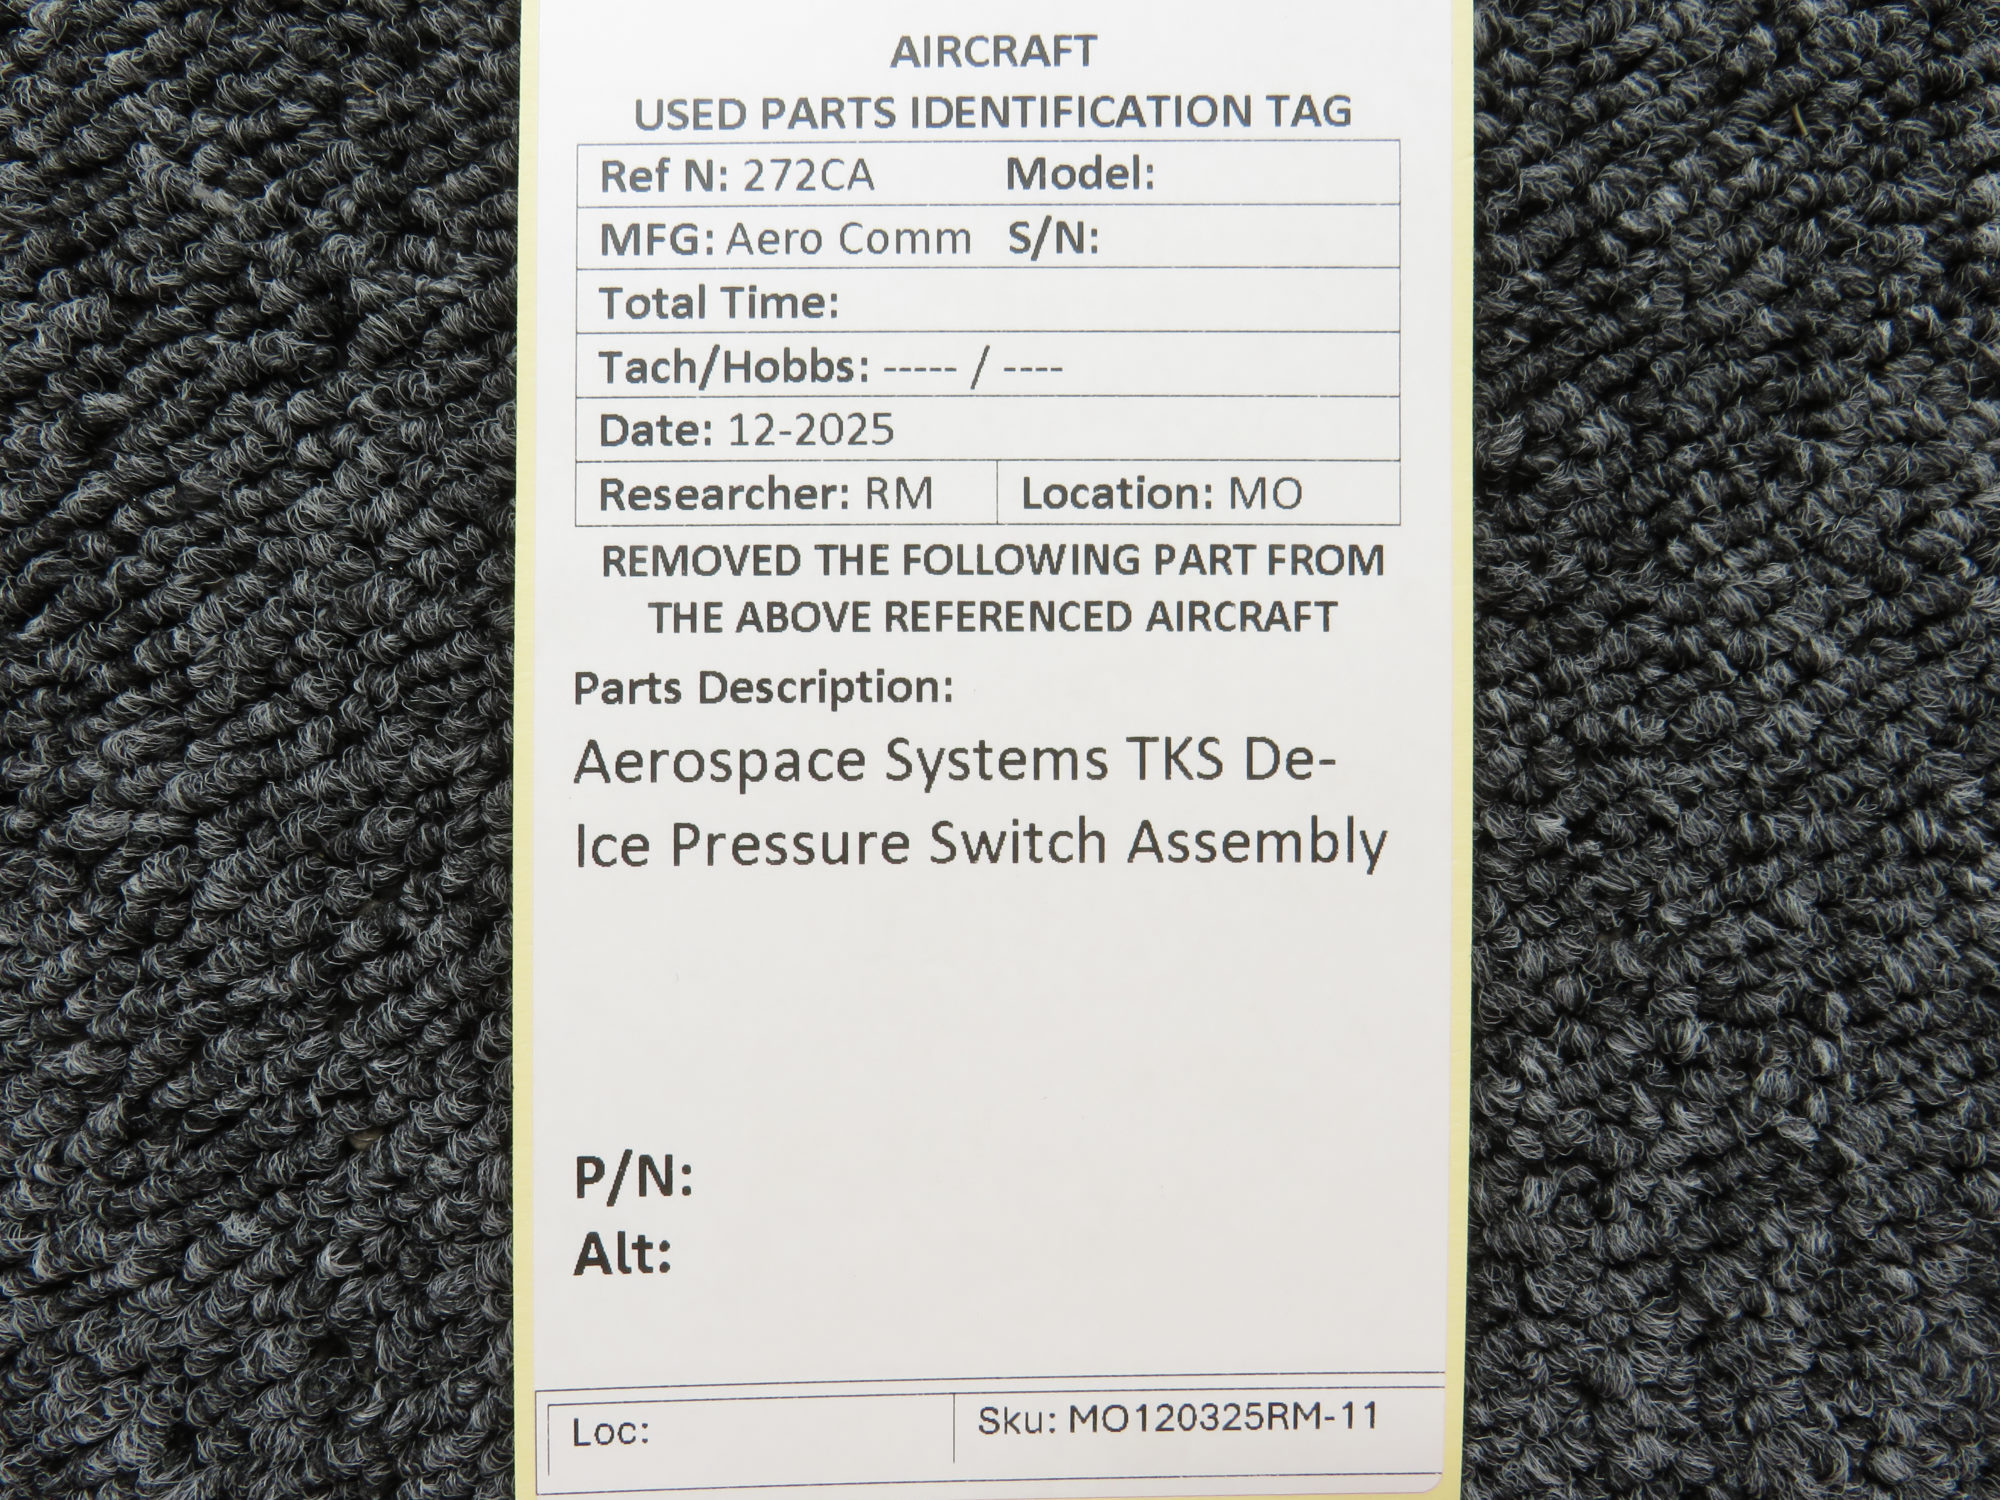 AIRCRAFT
USED PARTS IDENTIFICATION TAG
Ref N: 272CA Model:
MFG: Aero Comm S/N:
Total Time:
Tach/Hobbs: ----- / ----
Date: 12-2025
Researcher: RM Location: MO
REMOVED THE FOLLOWING PART FROM
THE ABOVE REFERENCED AIRCRAFT
Parts Description:
Aerospace Systems TKS De-
Ice Pressure Switch Assembly
P/N:
Alt:
Loc: Sku: MO120325RM-11